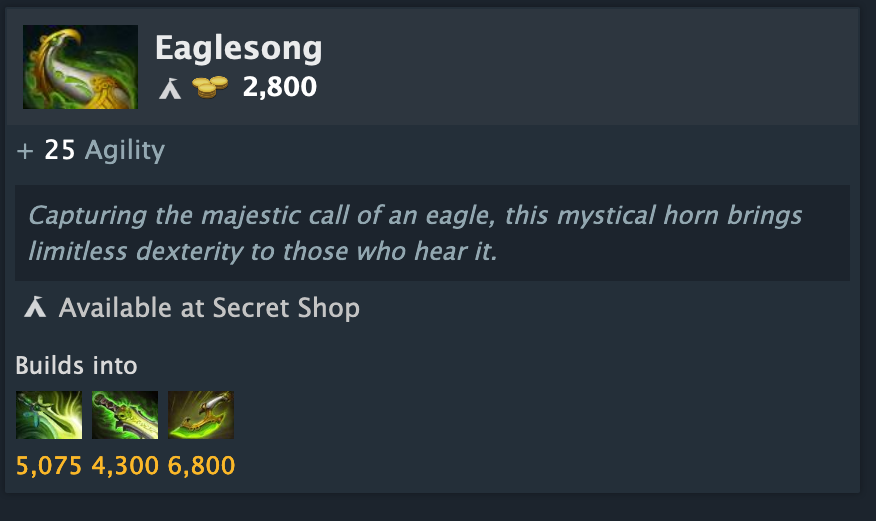 Eaglesong
2,800
+ 25 Agility
Capturing the majestic call of an eagle, this mystical horn brings
limitless dexterity to those who hear it.
Available at Secret Shop
Builds into
5,075 4,300 6,800